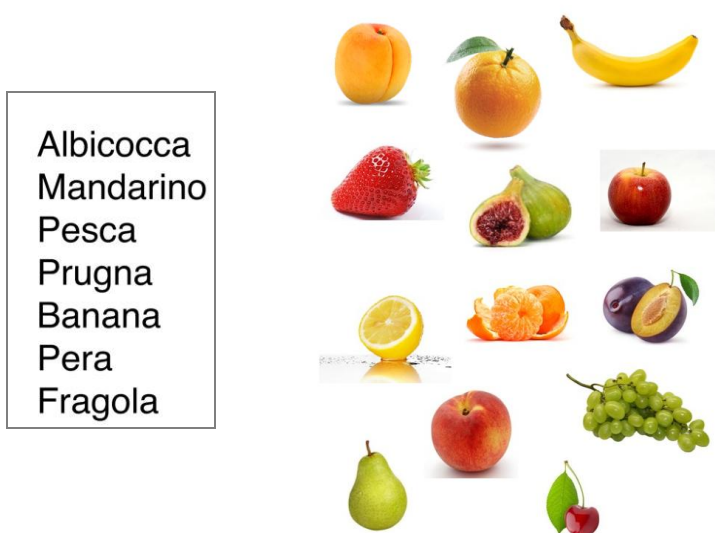 Albicocca
Mandarino
Pesca
Prugna
Banana
Pera
Fragola